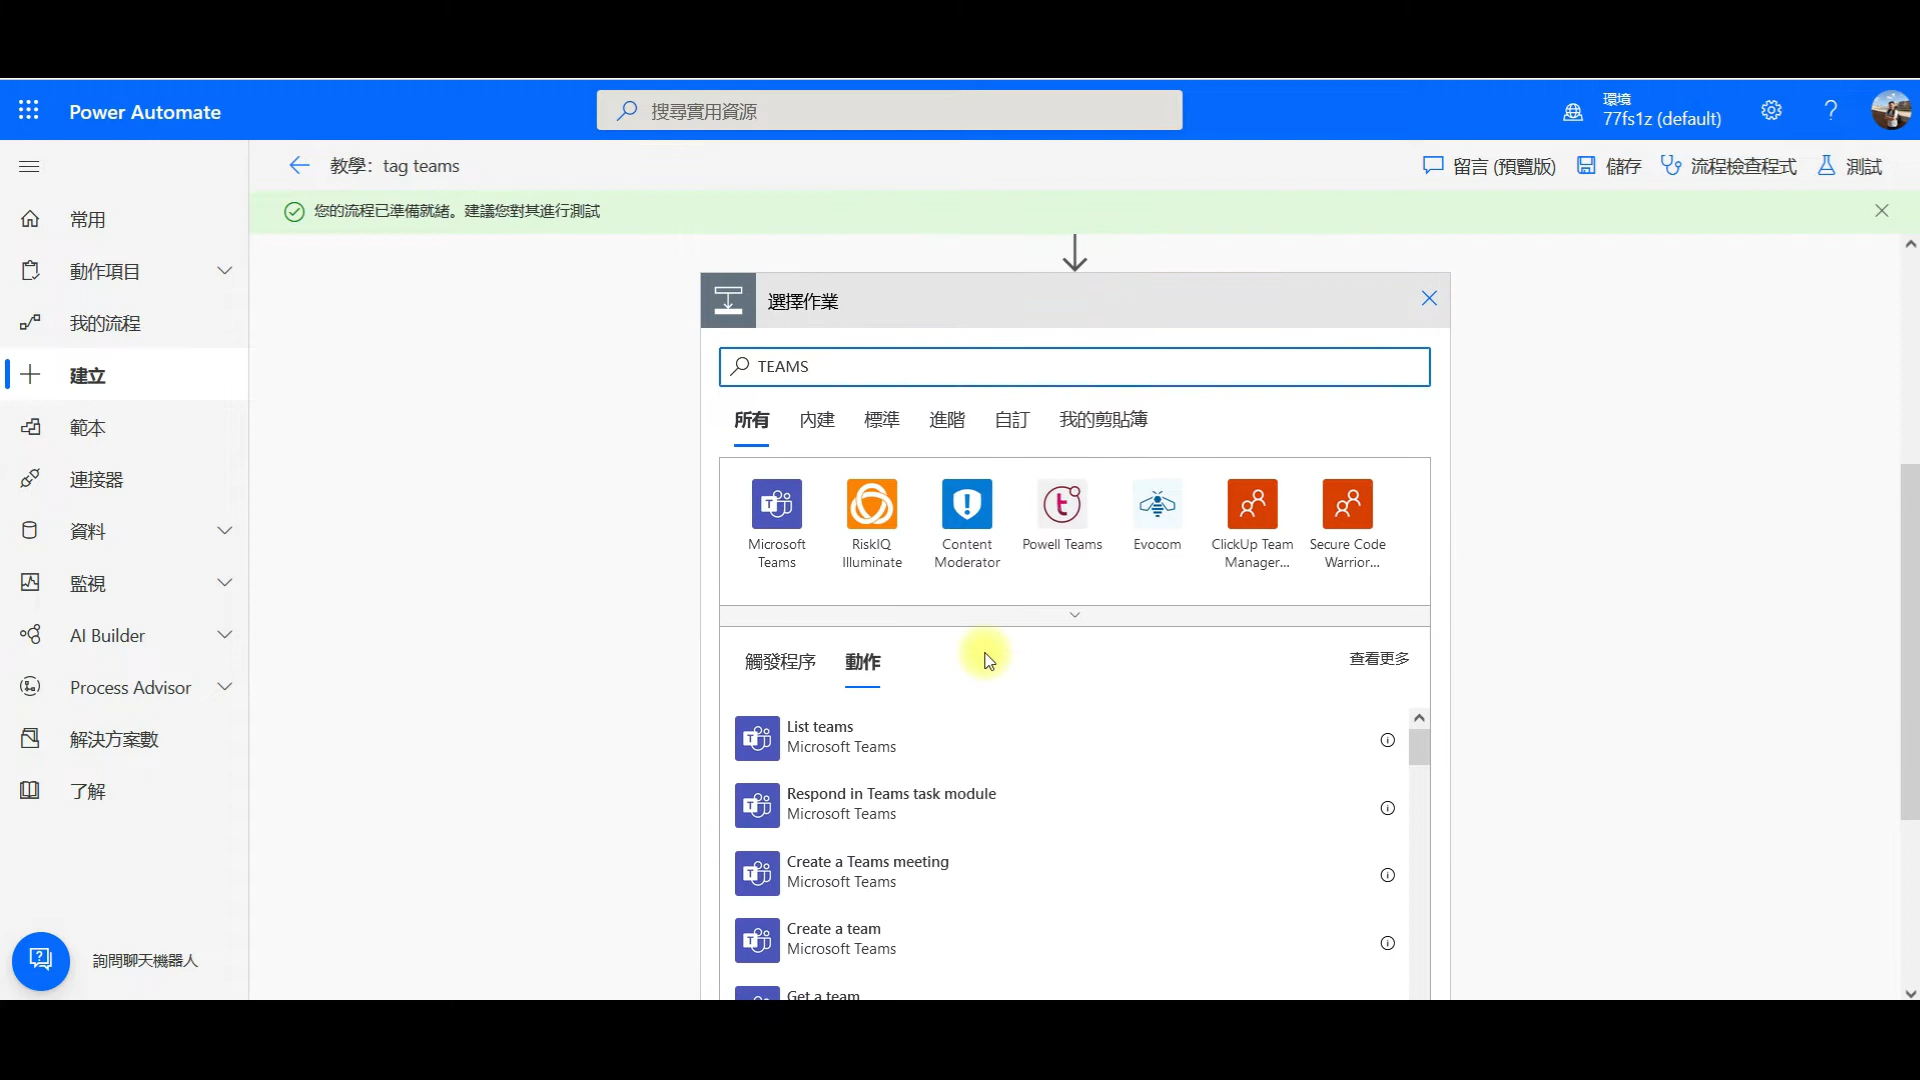 Power Automate
搜尋實用資源
環境
77fs1z (default)
教學：tag teams
留言 (預覽版)
儲存
流程檢查程式
測試
您的流程已準備就緒。建議您對其進行測試
常用
動作項目
我的流程
建立
範本
連接器
資料
監視
AI Builder
Process Advisor
解決方案數
了解
詢問聊天機器人
選擇作業
TEAMS
所有
內建
標準
進階
自訂
我的剪貼簿
Microsoft
Teams
RiskIQ
Illuminate
Content
Moderator
Powell Teams
Evocom
ClickUp Team
Manager...
Secure Code
Warrior...
觸發程序
動作
查看更多
List teams
Microsoft Teams
Respond in Teams task module
Microsoft Teams
Create a Teams meeting
Microsoft Teams
Create a team
Microsoft Teams
Get a team